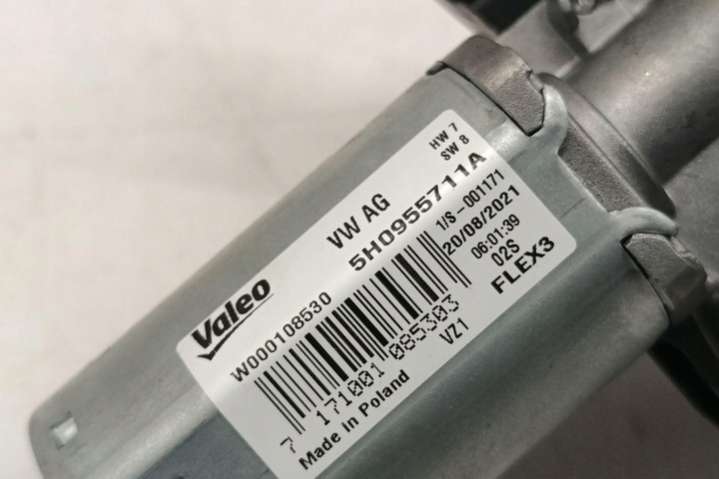 Valeo
VW AG
HW 7
SW 8
W000108530
5H0955711A
1/S-001171
20/08/2021
06:01:39
02S
FLEX3
7 171001 085303
VZ1
Made in Poland